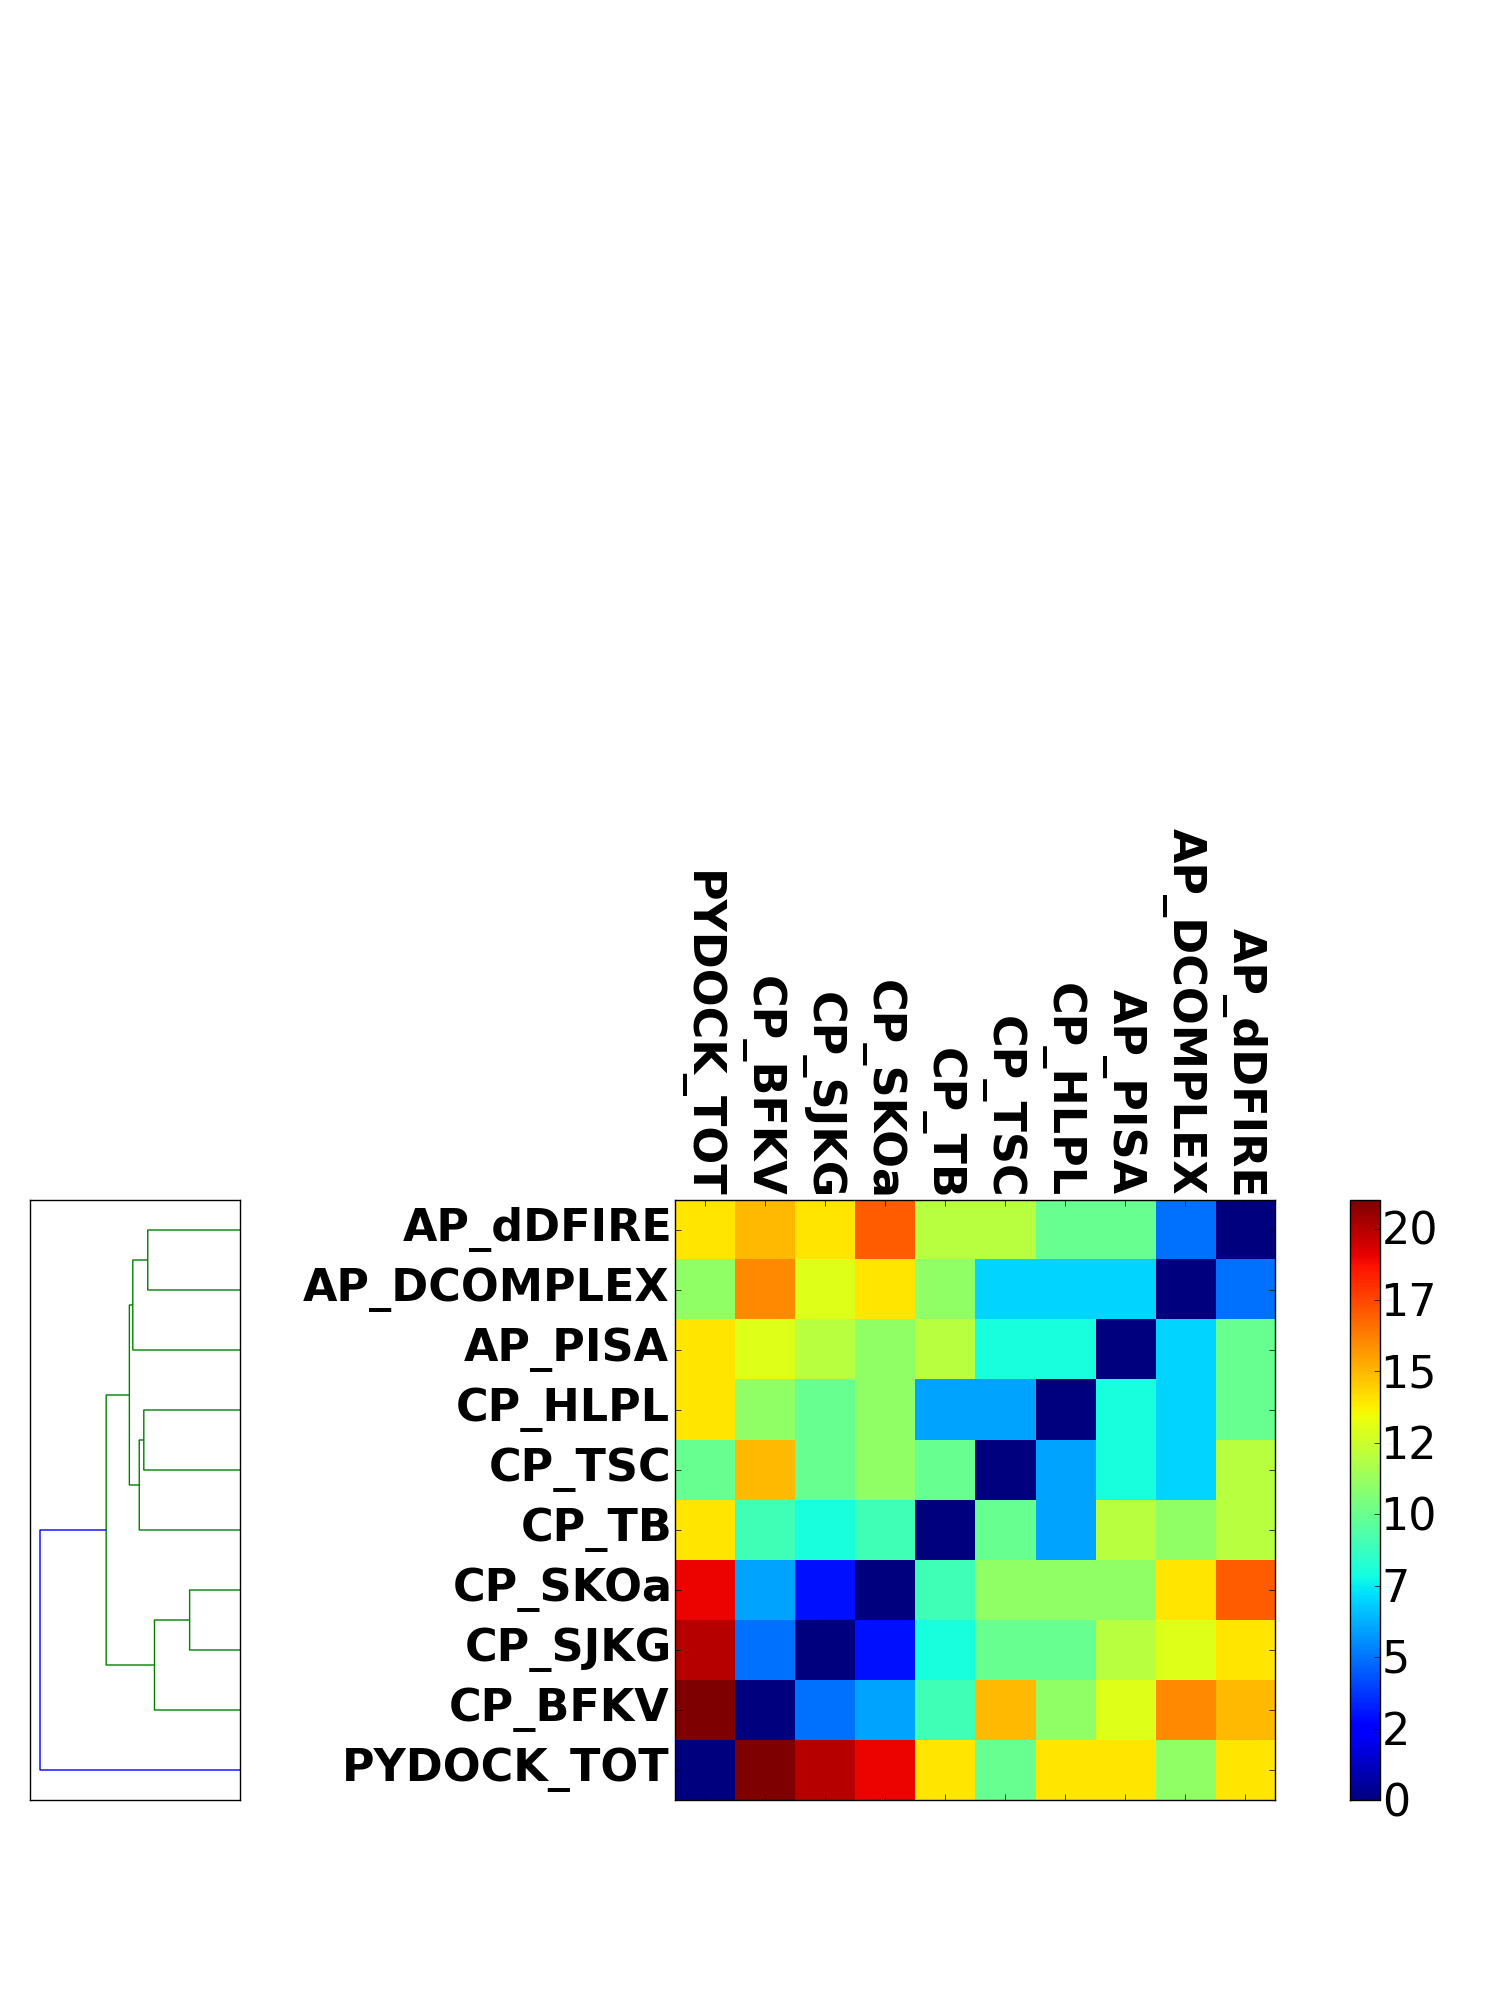 PYDOCK_TOT
CP_BFKV
CP_SJKG
CP_SKOa
CP_TB
CP_TSC
CP_HLPL
AP_PISA
AP_DCOMPLEX
AP_dDFIRE
AP_dDFIRE
AP_DCOMPLEX
AP_PISA
CP_HLPL
CP_TSC
CP_TB
CP_SKOa
CP_SJKG
CP_BFKV
PYDOCK_TOT
20
17
15
12
10
7
5
2
0